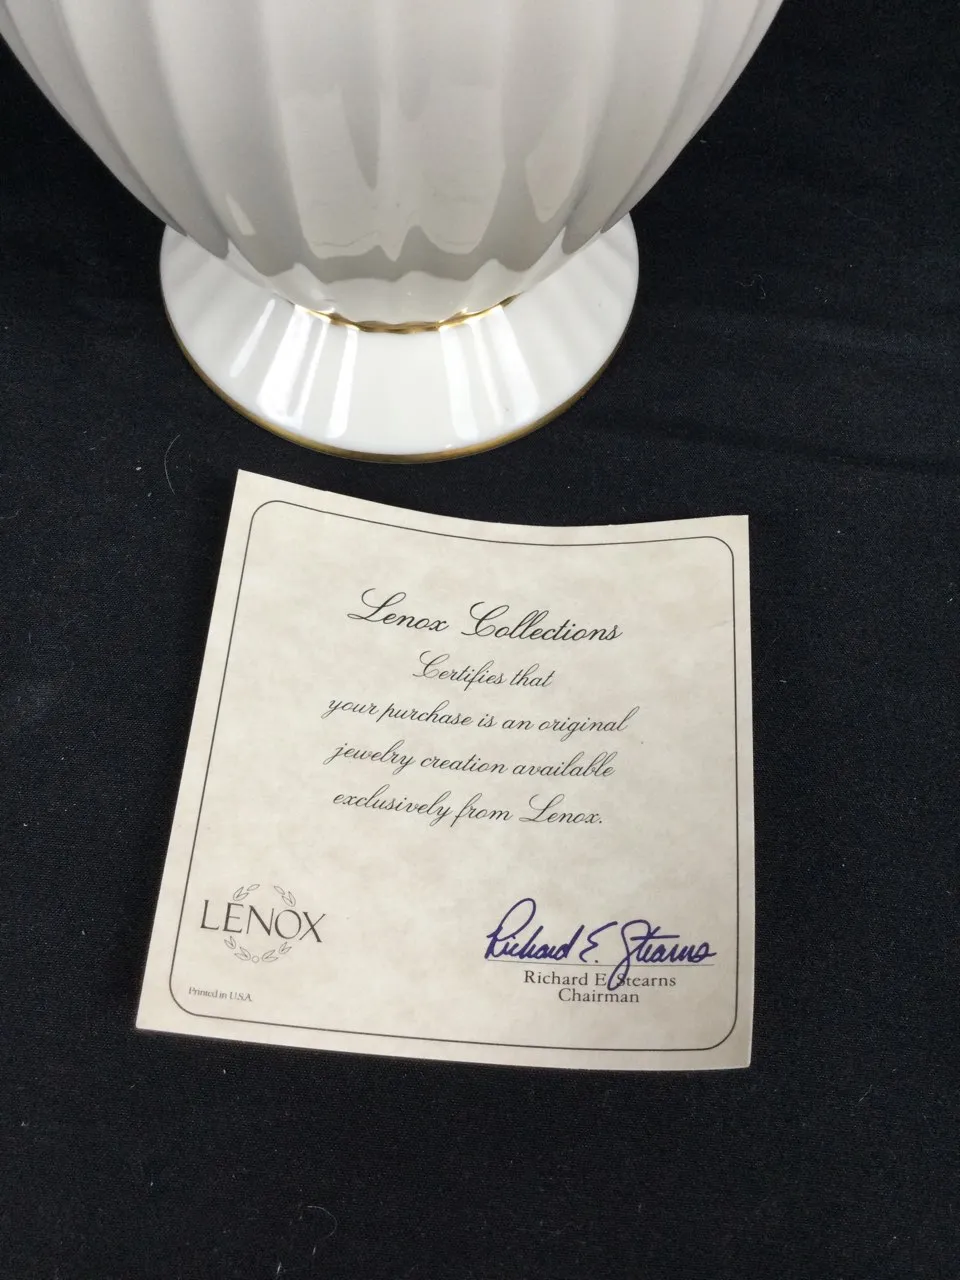 Lenox Collections
Certifies that
your purchase is an original
jewelry creation available
exclusively from Lenox.
LENOX
Printed in U.S.A.
Richard E. Stearns
Richard E. Stearns
Chairman